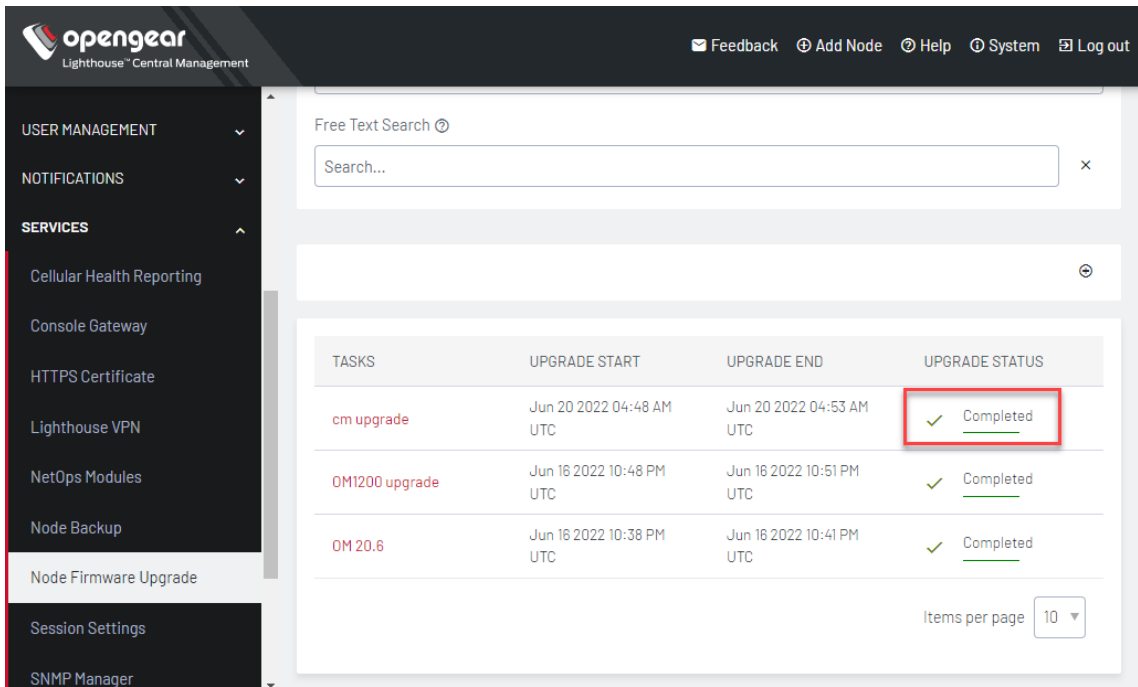 opengear
Lighthouse™ Central Management
Feedback Add Node Help System Log out
USER MANAGEMENT
NOTIFICATIONS
SERVICES
Cellular Health Reporting
Console Gateway
HTTPS Certificate
Lighthouse VPN
NetOps Modules
Node Backup
Node Firmware Upgrade
Session Settings
SNMP Manager
Free Text Search
Search...
TASKS UPGRADE START UPGRADE END UPGRADE STATUS
cm upgrade Jun 20 2022 04:48 AM UTC Jun 20 2022 04:53 AM UTC Completed
OM1200 upgrade Jun 16 2022 10:48 PM UTC Jun 16 2022 10:51 PM UTC Completed
OM 20.6 Jun 16 2022 10:38 PM UTC Jun 16 2022 10:41 PM UTC Completed
Items per page 10